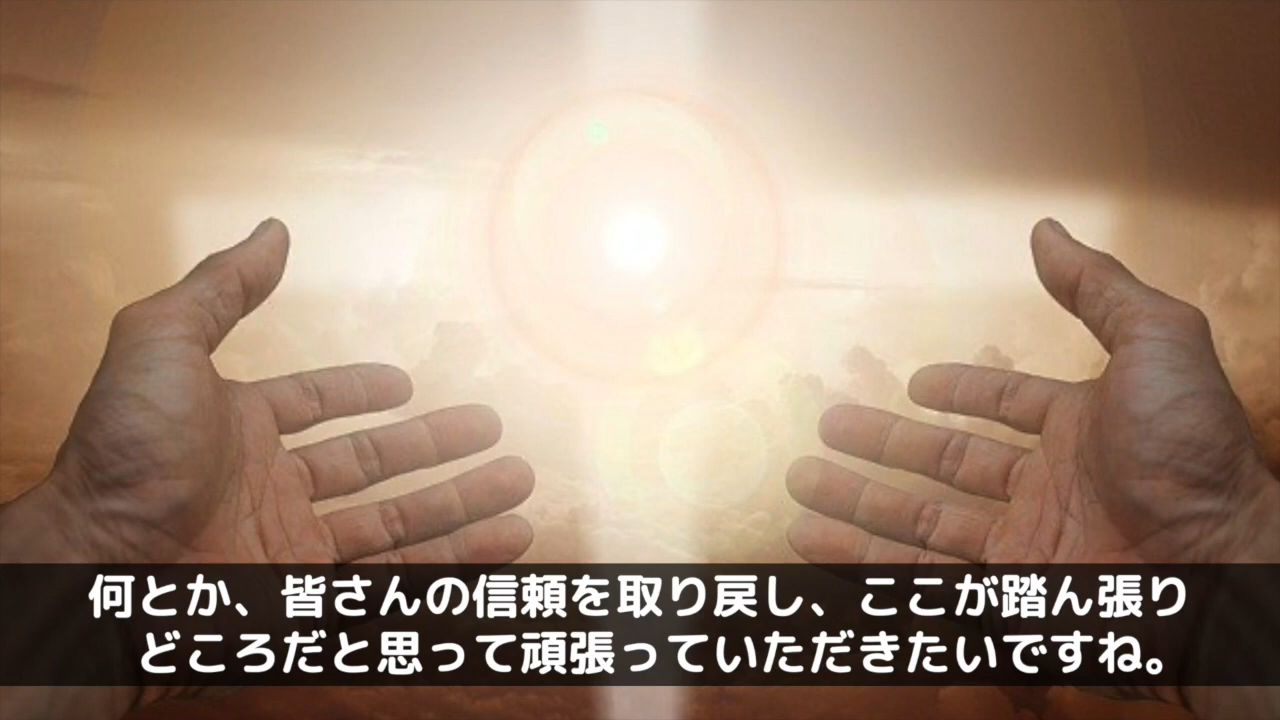 何とか、皆さんの信頼を取り戻し、ここが踏ん張り
どころだと思って頑張っていただきたいですね。